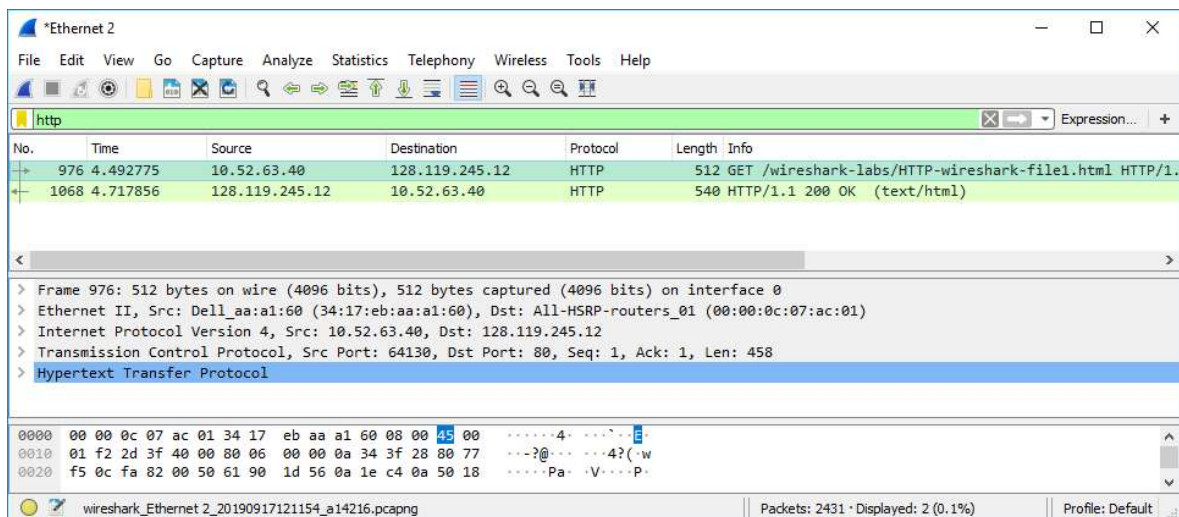 *Ethernet 2
File Edit View Go Capture Analyze Statistics Telephony Wireless Tools Help
http Expression... +
No. Time Source Destination Protocol Length Info
976 4.492775 10.52.63.40 128.119.245.12 HTTP 512 GET /wireshark-labs/HTTP-wireshark-file1.html HTTP/1.
1068 4.717856 128.119.245.12 10.52.63.40 HTTP 540 HTTP/1.1 200 OK (text/html)
> Frame 976: 512 bytes on wire (4096 bits), 512 bytes captured (4096 bits) on interface 0
> Ethernet II, Src: Dell_aa:a1:60 (34:17:eb:aa:a1:60), Dst: All-HSRP-routers_01 (00:00:0c:07:ac:01)
> Internet Protocol Version 4, Src: 10.52.63.40, Dst: 128.119.245.12
> Transmission Control Protocol, Src Port: 64130, Dst Port: 80, Seq: 1, Ack: 1, Len: 458
> Hypertext Transfer Protocol
0000 00 00 0c 07 ac 01 34 17 eb aa a1 60 08 00 45 00 ······4· ···`··E·
0010 01 f2 2d 3f 40 00 80 06 00 00 0a 34 3f 28 80 77 ··-?@··· ···4?(·w
0020 f5 0c fa 82 00 50 61 90 1d 56 0a 1e c4 0a 50 18 ·····Pa· ·V····P·
wireshark_Ethernet 2_20190917121154_a14216.pcapng Packets: 2431 · Displayed: 2 (0.1%) Profile: Default